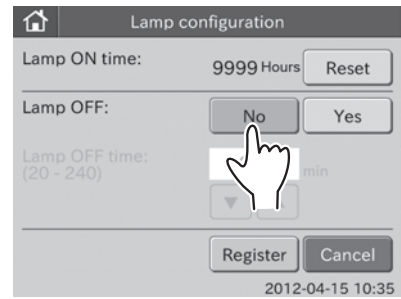 Lamp configuration
Lamp ON time: 9999 Hours Reset
Lamp OFF: No Yes
Lamp OFF time:
(20 - 240) min
Register Cancel
2012-04-15 10:35